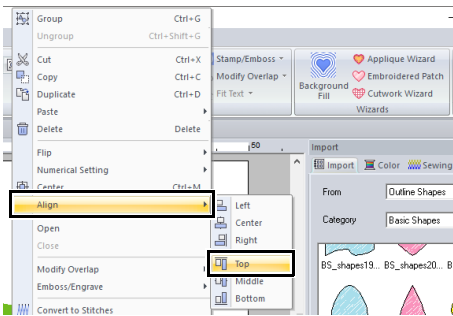 Group Ctrl+G
Ungroup Ctrl+Shift+G
Cut Ctrl+X
Copy Ctrl+C
Duplicate Ctrl+D
Paste
Delete Delete
Flip
Numerical Setting
Center Ctrl+M
Align
Open
Close
Modify Overlap
Emboss/Engrave
Convert to Stitches
Left
Center
Right
Top
Middle
Bottom
Stamp/Emboss
Modify Overlap
Fit Text
Background
Fill
Applique Wizard
Embroidered Patch
Cutwork Wizard
Wizards
50
Import
Import Color Sewing
From Outline Shapes
Category Basic Shapes
BS_shapes19... BS_shapes20... B